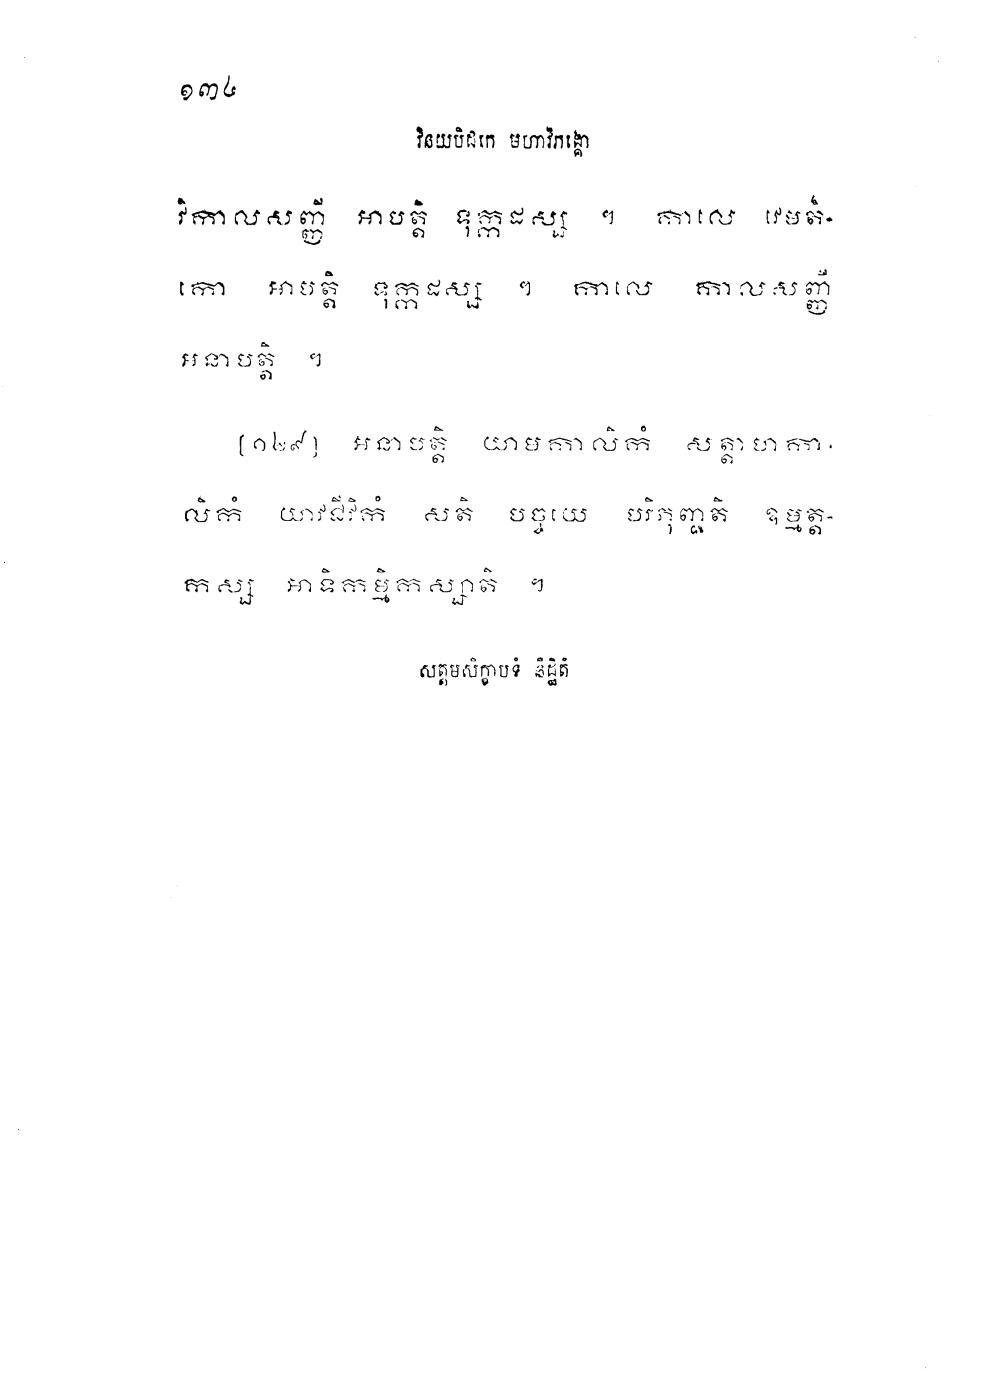 ១៣៤
វិនយបិដកេ មហាវិភង្គោ
វិកាលសញ្ញី អាបត្តិ ទុក្កដស្ស ។ កាលេ វេមតិ-
កោ អាបត្តិ ទុក្កដស្ស ។ កាលេ កាលសញ្ញី
អនាបត្តិ ។
[១២៩] អនាបត្តិ យាមកាលិកំ សត្តាហកា-
លិកំ យាវជីវិកំ សតិ បច្ចយេ បរិភុញ្ជតិ ឧម្មត្ត-
កស្ស អាទិកម្មិកស្សាតិ ។
សត្តមសិក្ខាបទំ និដ្ឋិតំ